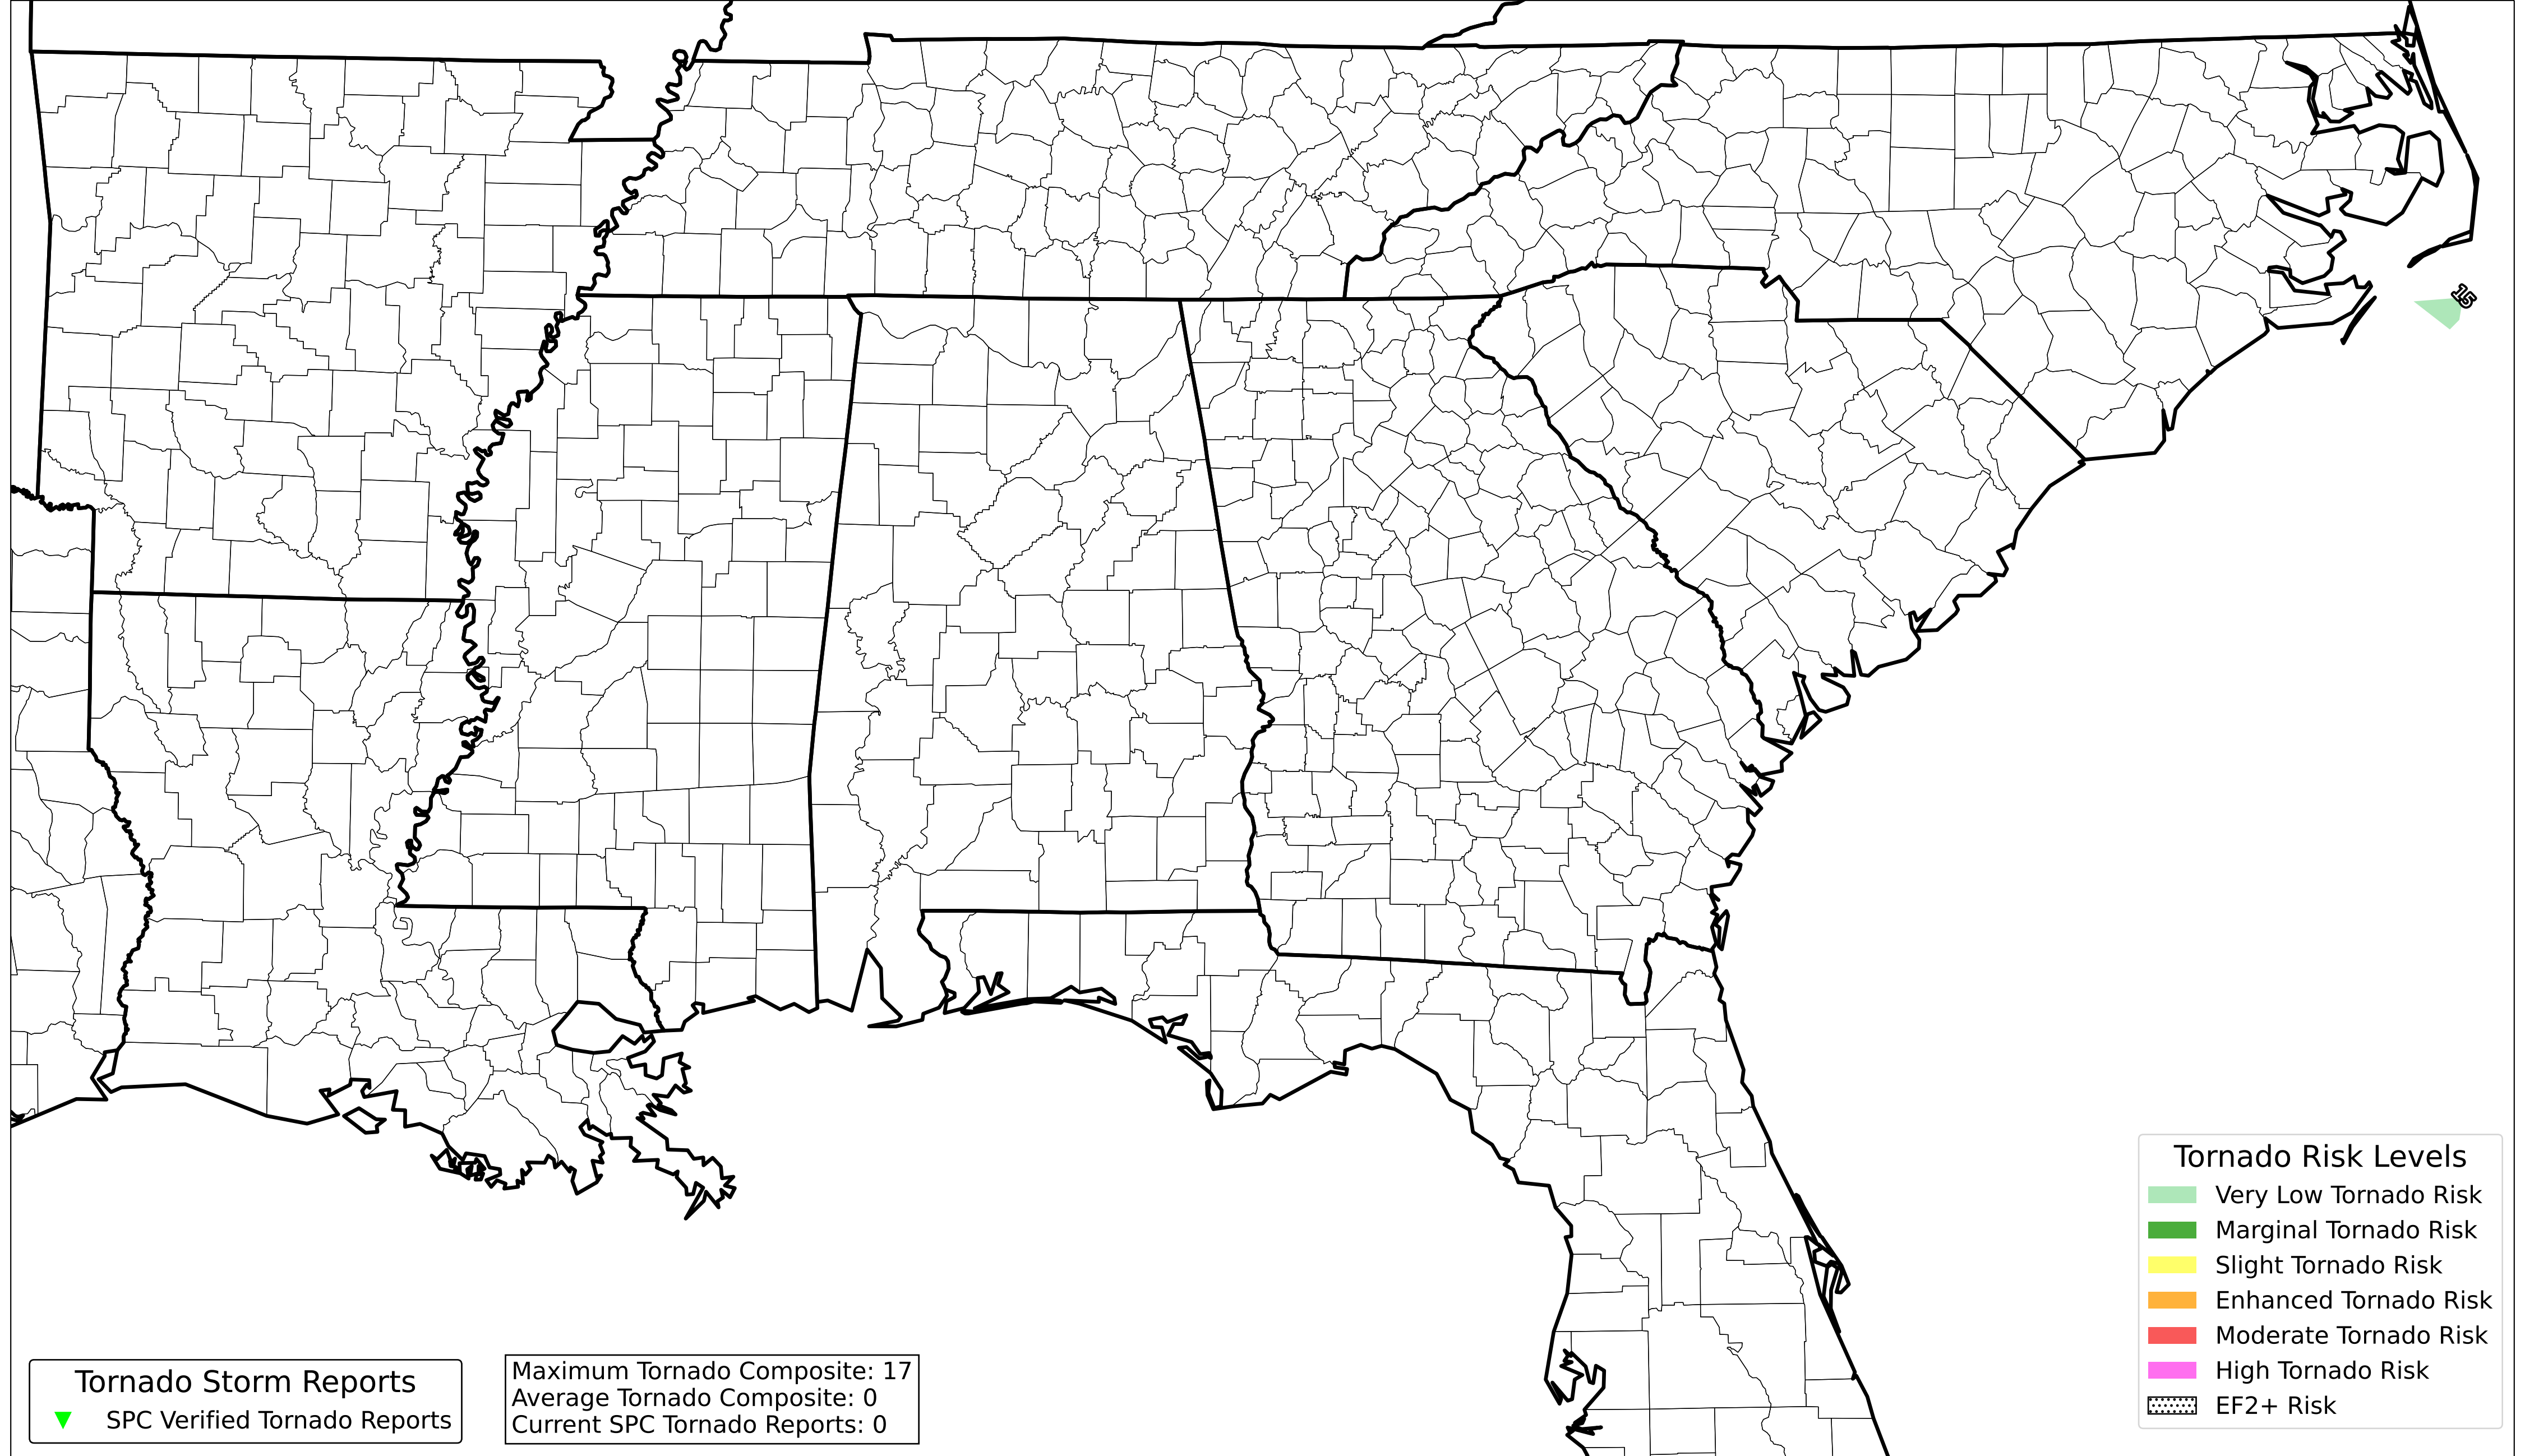 15
Tornado Risk Levels
Very Low Tornado Risk
Marginal Tornado Risk
Slight Tornado Risk
Enhanced Tornado Risk
Moderate Tornado Risk
High Tornado Risk
EF2+ Risk
Tornado Storm Reports
SPC Verified Tornado Reports
Maximum Tornado Composite: 17
Average Tornado Composite: 0
Current SPC Tornado Reports: 0